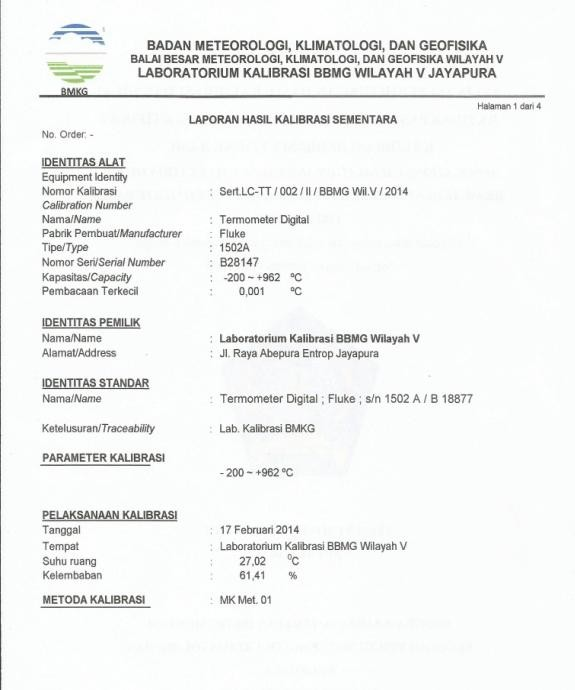 BADAN METEOROLOGI, KLIMATOLOGI, DAN GEOFISIKA
BALAI BESAR METEOROLOGI, KLIMATOLOGI, DAN GEOFISIKA WILAYAH V
LABORATORIUM KALIBRASI BBMG WILAYAH V JAYAPURA
BMKG
Halaman 1 dari 4
LAPORAN HASIL KALIBRASI SEMENTARA
No. Order: -
IDENTITAS ALAT
Equipment Identity
Nomor Kalibrasi : Sert.LC-TT / 002 / II / BBMG Wil.V / 2014
Calibration Number
Nama/Name : Termometer Digital
Pabrik Pembuat/Manufacturer : Fluke
Tipe/Type : 1502A
Nomor Seri/Serial Number : B28147
Kapasitas/Capacity : -200 ~ +962 ºC
Pembacaan Terkecil : 0,001 ºC
IDENTITAS PEMILIK
Nama/Name : Laboratorium Kalibrasi BBMG Wilayah V
Alamat/Address : Jl. Raya Abepura Entrop Jayapura
IDENTITAS STANDAR
Nama/Name : Termometer Digital ; Fluke ; s/n 1502 A / B 18877
Ketelusuran/Traceability : Lab. Kalibrasi BMKG
PARAMETER KALIBRASI
- 200 ~ +962 ºC
PELAKSANAAN KALIBRASI
Tanggal : 17 Februari 2014
Tempat : Laboratorium Kalibrasi BBMG Wilayah V
Suhu ruang : 27,02 ⁰C
Kelembaban : 61,41 %
METODA KALIBRASI : MK Met. 01